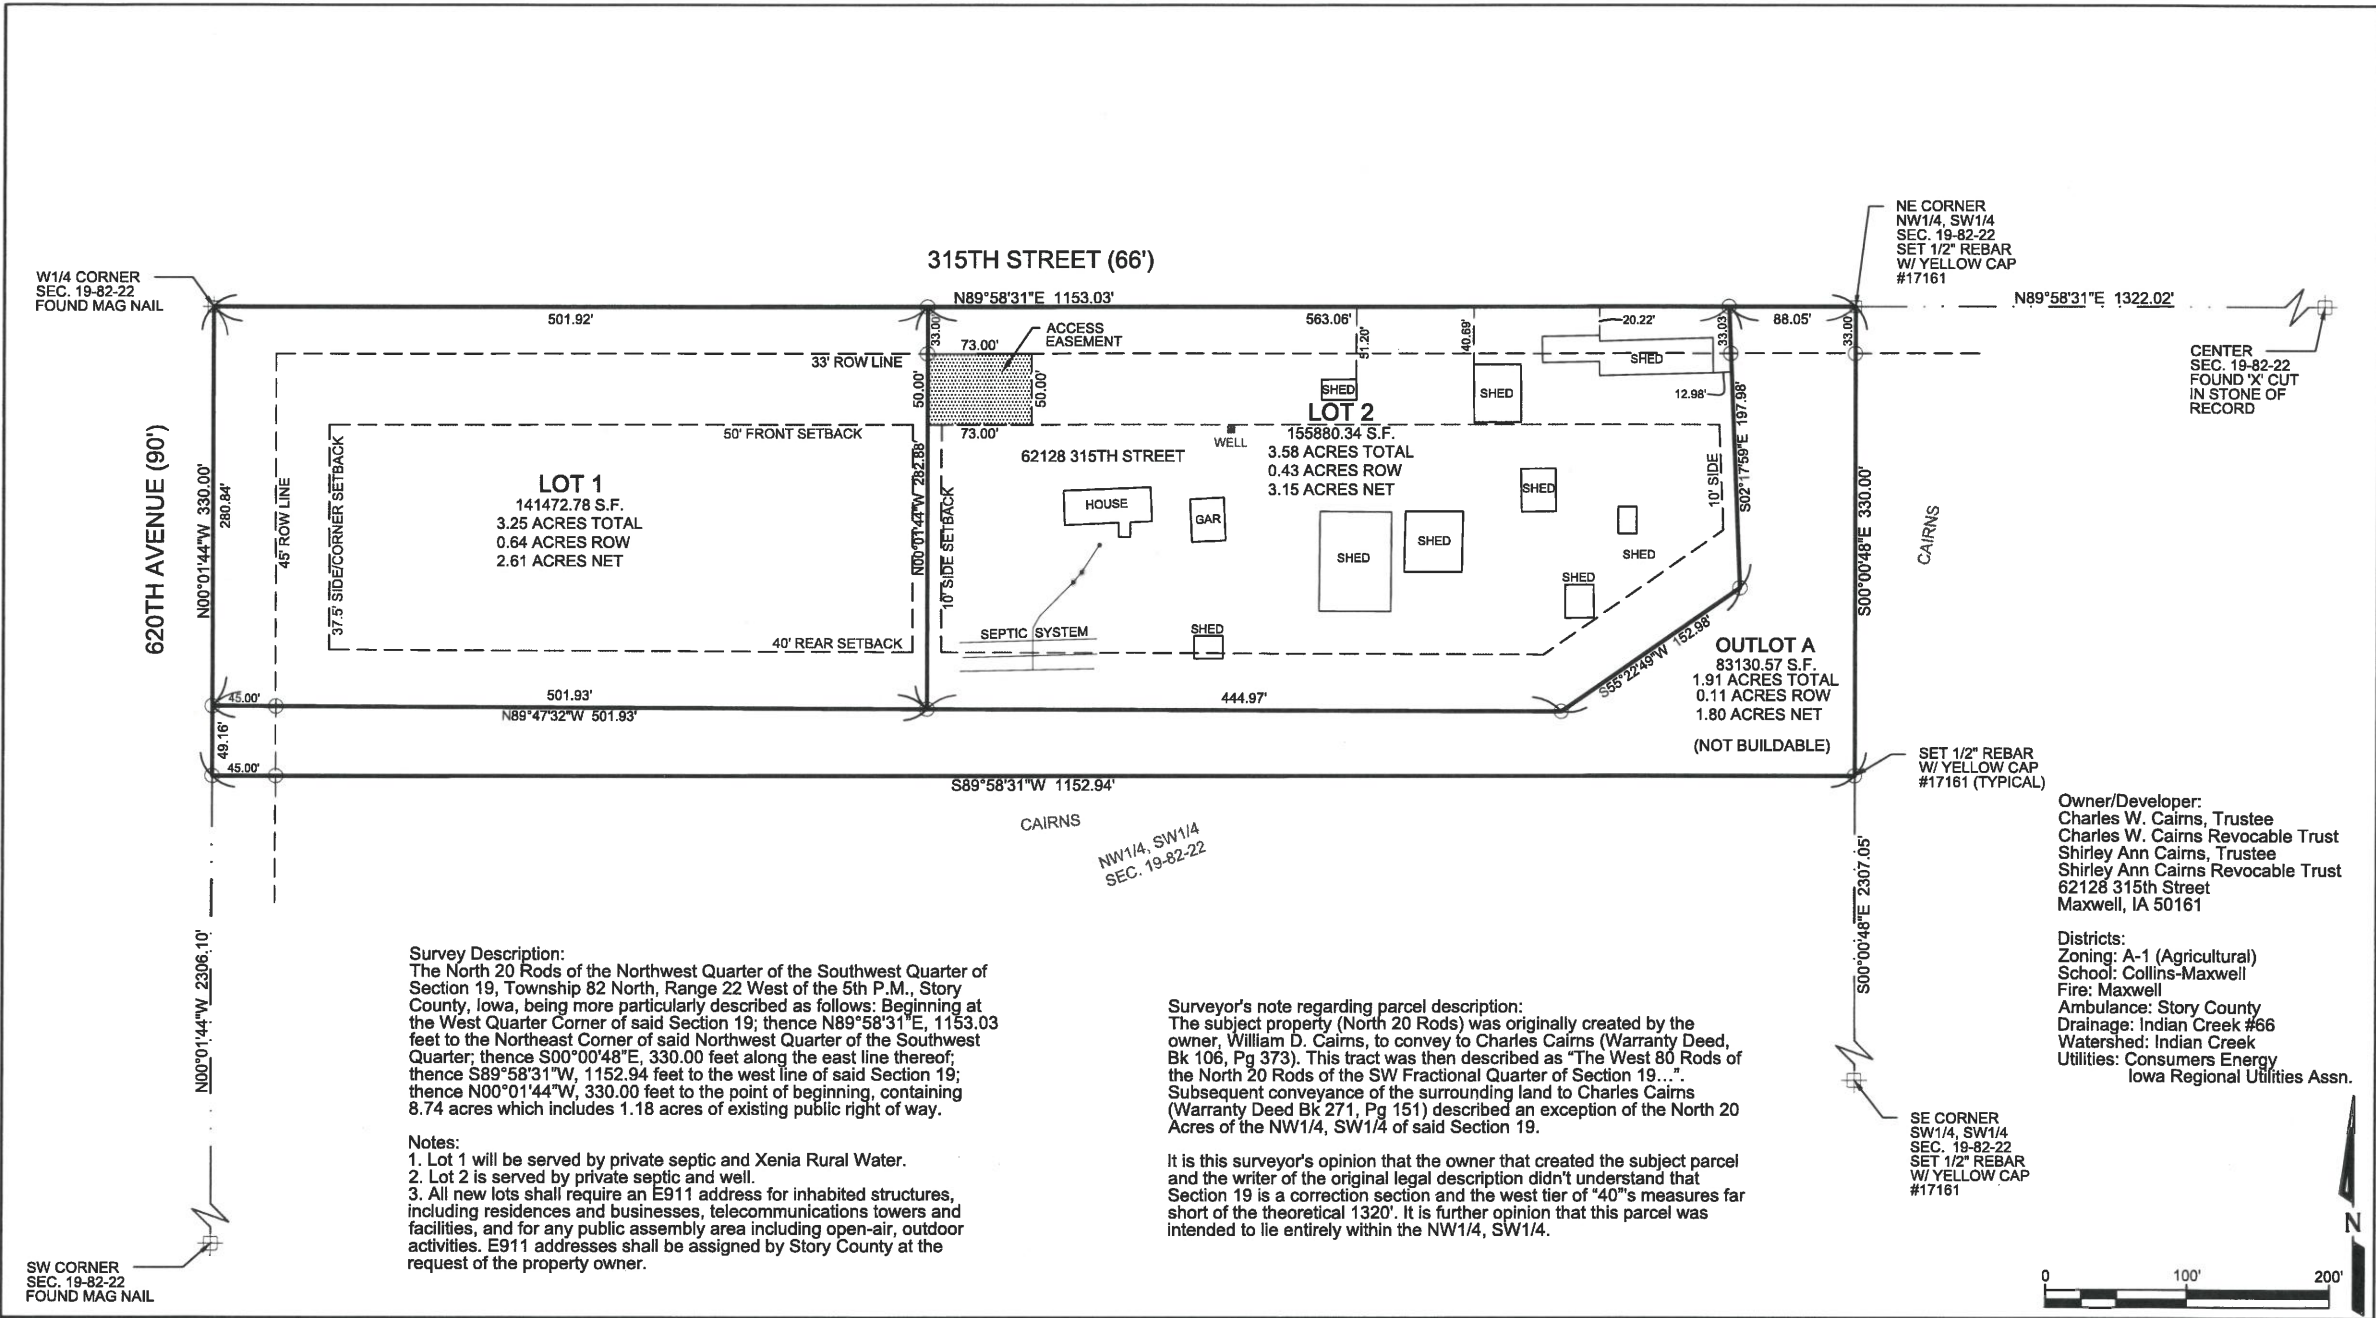 315TH STREET (66')
W1/4 CORNER
SEC. 19-82-22
FOUND MAG NAIL
NE CORNER
NW1/4, SW1/4
SEC. 19-82-22
SET 1/2" REBAR
W/ YELLOW CAP
#17161
N89°58'31"E 1153.03'
N89°58'31"E 1322.02'
501.92'
563.06'
88.05'
20.22'
33.00'
33.03'
33.00'
51.20'
40.69'
CENTER
SEC. 19-82-22
FOUND 'X' CUT
IN STONE OF
RECORD
ACCESS
EASEMENT
73.00'
50.00'
50.00'
73.00'
33' ROW LINE
SHED
SHED
SHED
12.98'
620TH AVENUE (90')
N00°01'44"W 330.00'
280.84'
45' ROW LINE
37.5' SIDE/CORNER SETBACK
50' FRONT SETBACK
LOT 1
141472.78 S.F.
3.25 ACRES TOTAL
0.64 ACRES ROW
2.61 ACRES NET
40' REAR SETBACK
N00°01'44"W 282.88'
10' SIDE SETBACK
LOT 2
155880.34 S.F.
3.58 ACRES TOTAL
0.43 ACRES ROW
3.15 ACRES NET
62128 315TH STREET
WELL
HOUSE
GAR
SHED
SHED
SHED
SHED
SHED
SHED
SEPTIC SYSTEM
10' SIDE
S02°17'59"E 197.98'
S55°22'49"W 152.98'
S00°00'48"E 330.00'
CAIRNS
OUTLOT A
83130.57 S.F.
1.91 ACRES TOTAL
0.11 ACRES ROW
1.80 ACRES NET
(NOT BUILDABLE)
45.00'
501.93'
N89°47'32"W 501.93'
444.97'
49.16'
45.00'
S89°58'31"W 1152.94'
CAIRNS
NW1/4, SW1/4
SEC. 19-82-22
SET 1/2" REBAR
W/ YELLOW CAP
#17161 (TYPICAL)
Owner/Developer:
Charles W. Cairns, Trustee
Charles W. Cairns Revocable Trust
Shirley Ann Cairns, Trustee
Shirley Ann Cairns Revocable Trust
62128 315th Street
Maxwell, IA 50161
Districts:
Zoning: A-1 (Agricultural)
School: Collins-Maxwell
Fire: Maxwell
Ambulance: Story County
Drainage: Indian Creek #66
Watershed: Indian Creek
Utilities: Consumers Energy
Iowa Regional Utilities Assn.
N00°01'44"W 2306.10'
S00°00'48"E 2307.05'
Survey Description:
The North 20 Rods of the Northwest Quarter of the Southwest Quarter of
Section 19, Township 82 North, Range 22 West of the 5th P.M., Story
County, Iowa, being more particularly described as follows: Beginning at
the West Quarter Corner of said Section 19; thence N89°58'31"E, 1153.03
feet to the Northeast Corner of said Northwest Quarter of the Southwest
Quarter; thence S00°00'48"E, 330.00 feet along the east line thereof;
thence S89°58'31"W, 1152.94 feet to the west line of said Section 19;
thence N00°01'44"W, 330.00 feet to the point of beginning, containing
8.74 acres which includes 1.18 acres of existing public right of way.
Notes:
1. Lot 1 will be served by private septic and Xenia Rural Water.
2. Lot 2 is served by private septic and well.
3. All new lots shall require an E911 address for inhabited structures,
including residences and businesses, telecommunications towers and
facilities, and for any public assembly area including open-air, outdoor
activities. E911 addresses shall be assigned by Story County at the
request of the property owner.
Surveyor's note regarding parcel description:
The subject property (North 20 Rods) was originally created by the
owner, William D. Cairns, to convey to Charles Cairns (Warranty Deed,
Bk 106, Pg 373). This tract was then described as "The West 80 Rods of
the North 20 Rods of the SW Fractional Quarter of Section 19...".
Subsequent conveyance of the surrounding land to Charles Cairns
(Warranty Deed Bk 271, Pg 151) described an exception of the North 20
Acres of the NW1/4, SW1/4 of said Section 19.
It is this surveyor's opinion that the owner that created the subject parcel
and the writer of the original legal description didn't understand that
Section 19 is a correction section and the west tier of "40"'s measures far
short of the theoretical 1320'. It is further opinion that this parcel was
intended to lie entirely within the NW1/4, SW1/4.
SE CORNER
SW1/4, SW1/4
SEC. 19-82-22
SET 1/2" REBAR
W/ YELLOW CAP
#17161
SW CORNER
SEC. 19-82-22
FOUND MAG NAIL
N
0 100' 200'